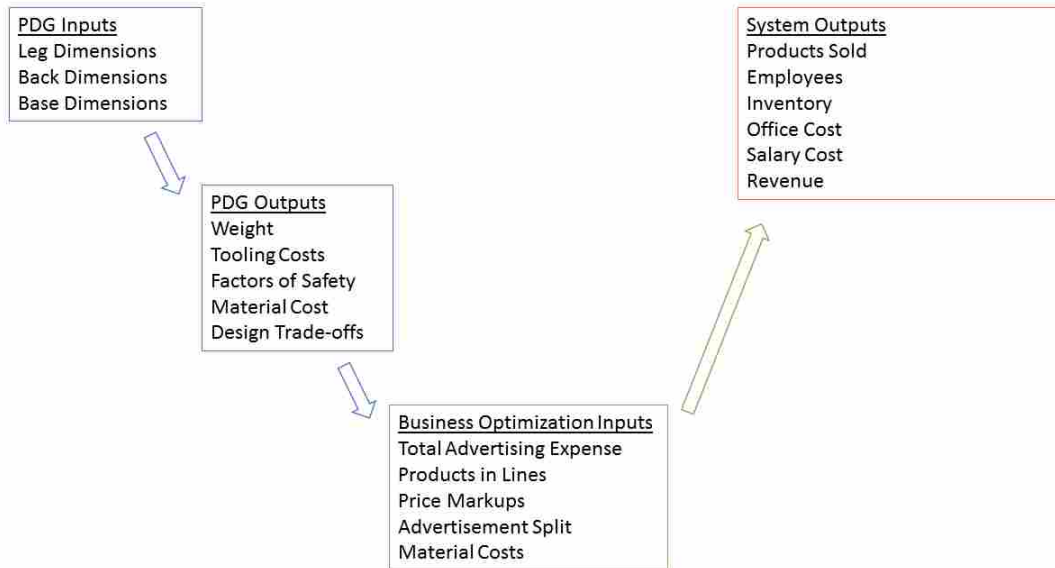 PDG Inputs
Leg Dimensions
Back Dimensions
Base Dimensions
PDG Outputs
Weight
Tooling Costs
Factors of Safety
Material Cost
Design Trade-offs
Business Optimization Inputs
Total Advertising Expense
Products in Lines
Price Markups
Advertisement Split
Material Costs
System Outputs
Products Sold
Employees
Inventory
Office Cost
Salary Cost
Revenue